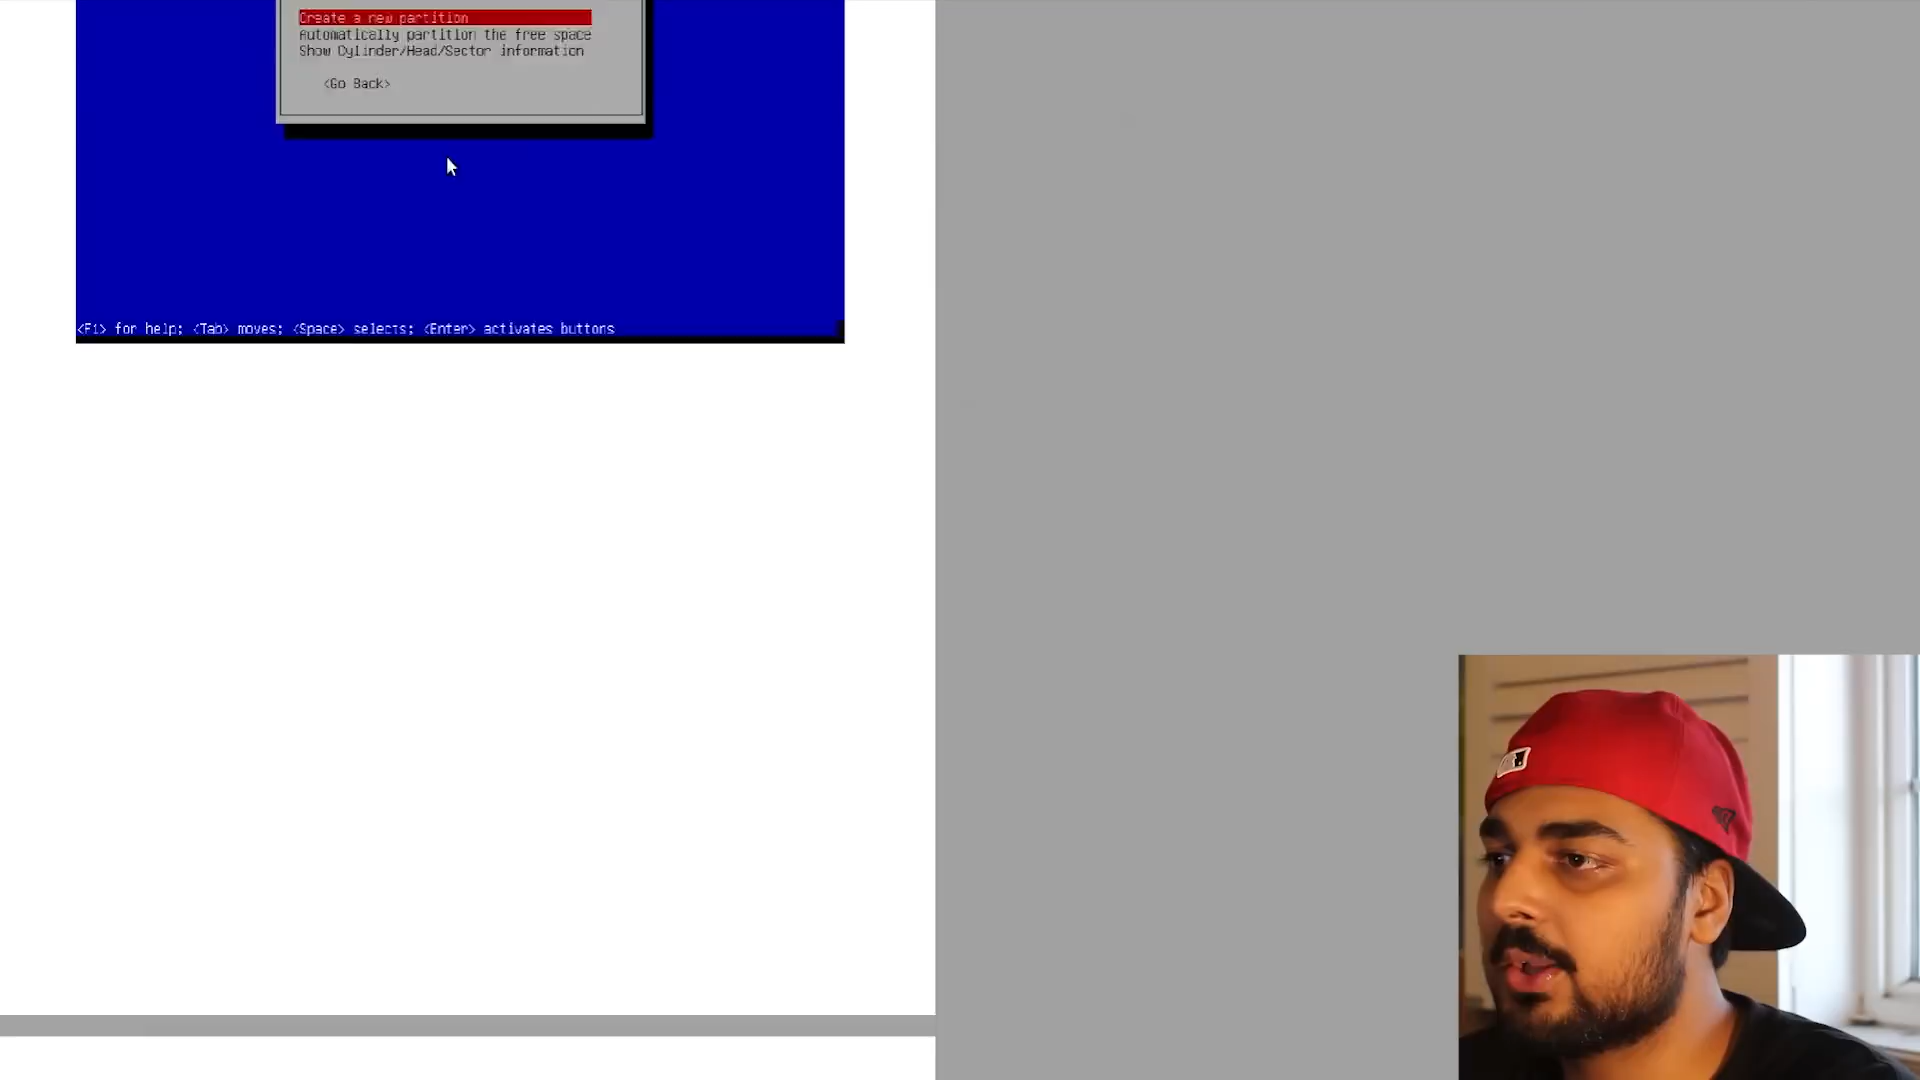 Create a new partition
Automatically partition the free space
Show Cylinder/Head/Sector information
<Go Back>
<F1> for help; <Tab> moves; <Space> selects; <Enter> activates buttons